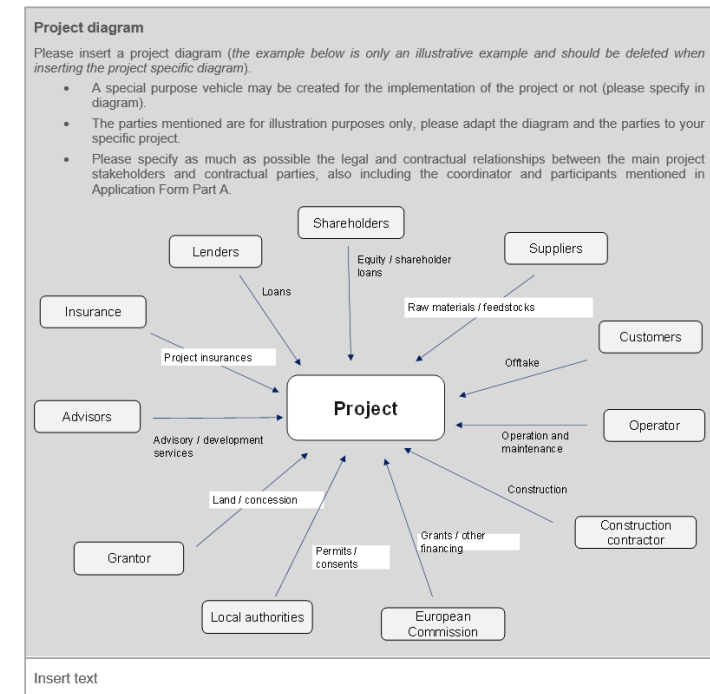 Project diagram
Please insert a project diagram (the example below is only an illustrative example and should be deleted when
inserting the project specific diagram).
• A special purpose vehicle may be created for the implementation of the project or not (please specify in
diagram).
• The parties mentioned are for illustration purposes only, please adapt the diagram and the parties to your
specific project.
• Please specify as much as possible the legal and contractual relationships between the main project
stakeholders and contractual parties, also including the coordinator and participants mentioned in
Application Form Part A.
Shareholders
Lenders
Suppliers
Equity / shareholder
loans
Loans
Raw materials / feedstocks
Insurance
Customers
Project insurances
Offtake
Project
Advisors
Operator
Advisory / development
services
Operation and
maintenance
Construction
Land / concession
Construction
contractor
Grantor
Permits /
consents
Grants / other
financing
Local authorities
European
Commission
Insert text